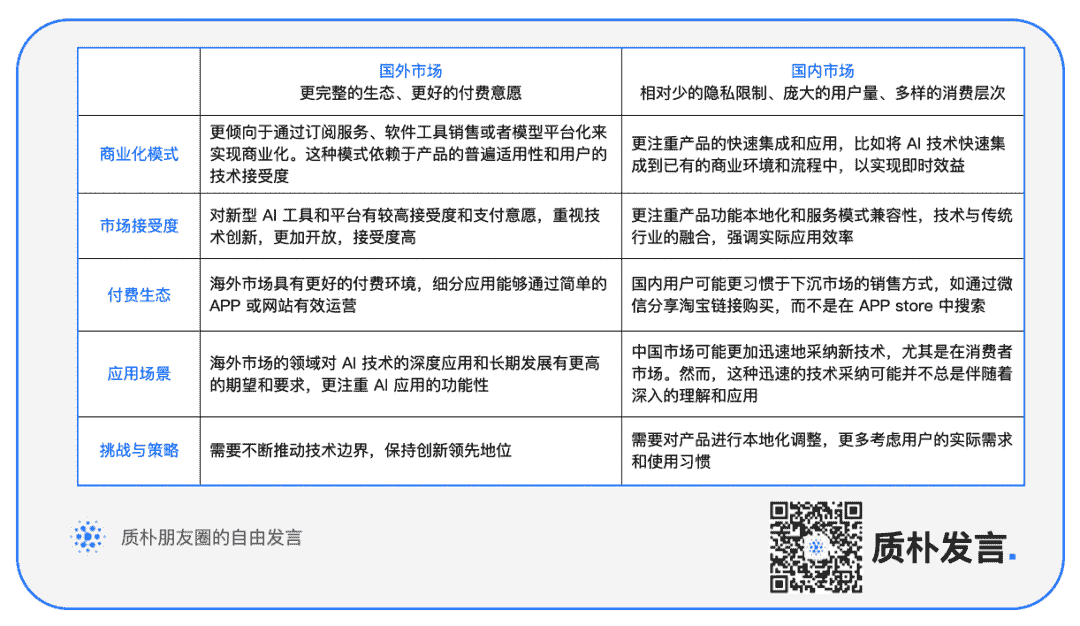 国外市场
更完整的生态、更好的付费意愿
国内市场
相对少的隐私限制、庞大的用户量、多样的消费层次
商业化模式
更倾向于通过订阅服务、软件工具销售或者模型平台化来
实现商业化。这种模式依赖于产品的普遍适用性和用户的
技术接受度
更注重产品的快速集成和应用，比如将 AI 技术快速集
成到已有的商业环境和流程中，以实现即时效益
市场接受度
对新型 AI 工具和平台有较高接受度和支付意愿，重视技
术创新，更加开放，接受度高
更注重产品功能本地化和服务模式兼容性，技术与传统
行业的融合，强调实际应用效率
付费生态
海外市场具有更好的付费环境，细分应用能够通过简单的
APP 或网站有效运营
国内用户可能更习惯于下沉市场的销售方式，如通过微
信分享淘宝链接购买，而不是在 APP store 中搜索
应用场景
海外市场的领域对 AI 技术的深度应用和长期发展有更高
的期望和要求，更注重 AI 应用的功能性
中国市场可能更加迅速地采纳新技术，尤其是在消费者
市场。然而，这种迅速的技术采纳可能并不总是伴随着
深入的理解和应用
挑战与策略
需要不断推动技术边界，保持创新领先地位
需要对产品进行本地化调整，更多考虑用户的实际需求
和使用习惯
质朴朋友圈的自由发言
质朴发言.